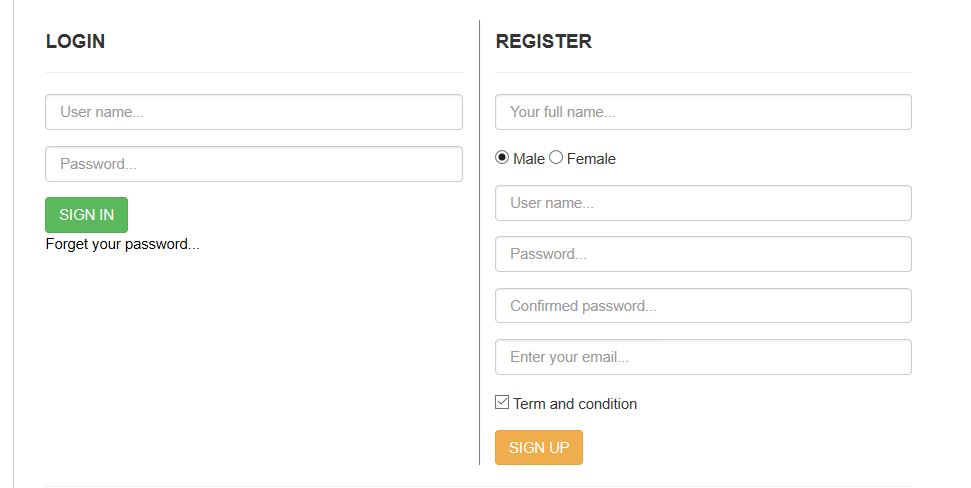 LOGIN
User name...
Password...
SIGN IN
Forget your password...
REGISTER
Your full name...
Male Female
User name...
Password...
Confirmed password...
Enter your email...
Term and condition
SIGN UP